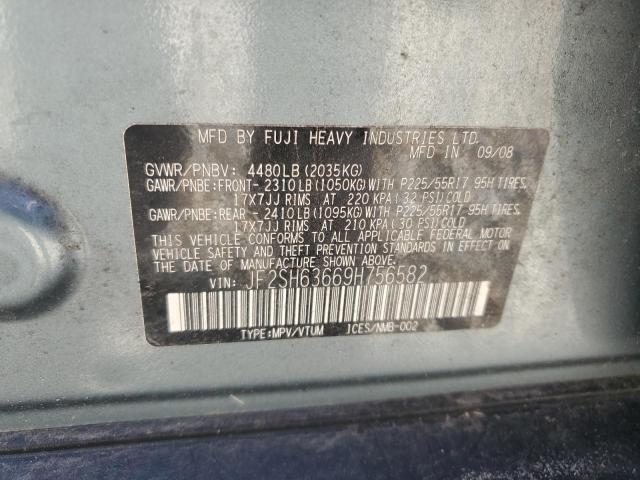 MFD BY FUJI HEAVY INDUSTRIES LTD.
MFD IN 09/08
GVWR/PNBV: 4480LB (2035KG)
GAWR/PNBE:FRONT- 2310LB(1050KG)WITH P225/55R17 95H TIRES,
17X7JJ RIMS AT 220 KPA(32 PSI)COLD
GAWR/PNBE:REAR -2410LB(1095KG)WITH P225/55R17 95H TIRES,
17X7JJ RIMS AT 210 KPA(30 PSI)COLD
THIS VEHICLE CONFORMS TO ALL APPLICABLE FEDERAL MOTOR
VEHICLE SAFETY AND THEFT PREVENTION STANDARDS IN EFFECT
ON THE DATE OF MANUFACTURE SHOWN ABOVE.
VIN: JF2SH63669H756582
TYPE:MPV/VTUM ICES/NMB-002